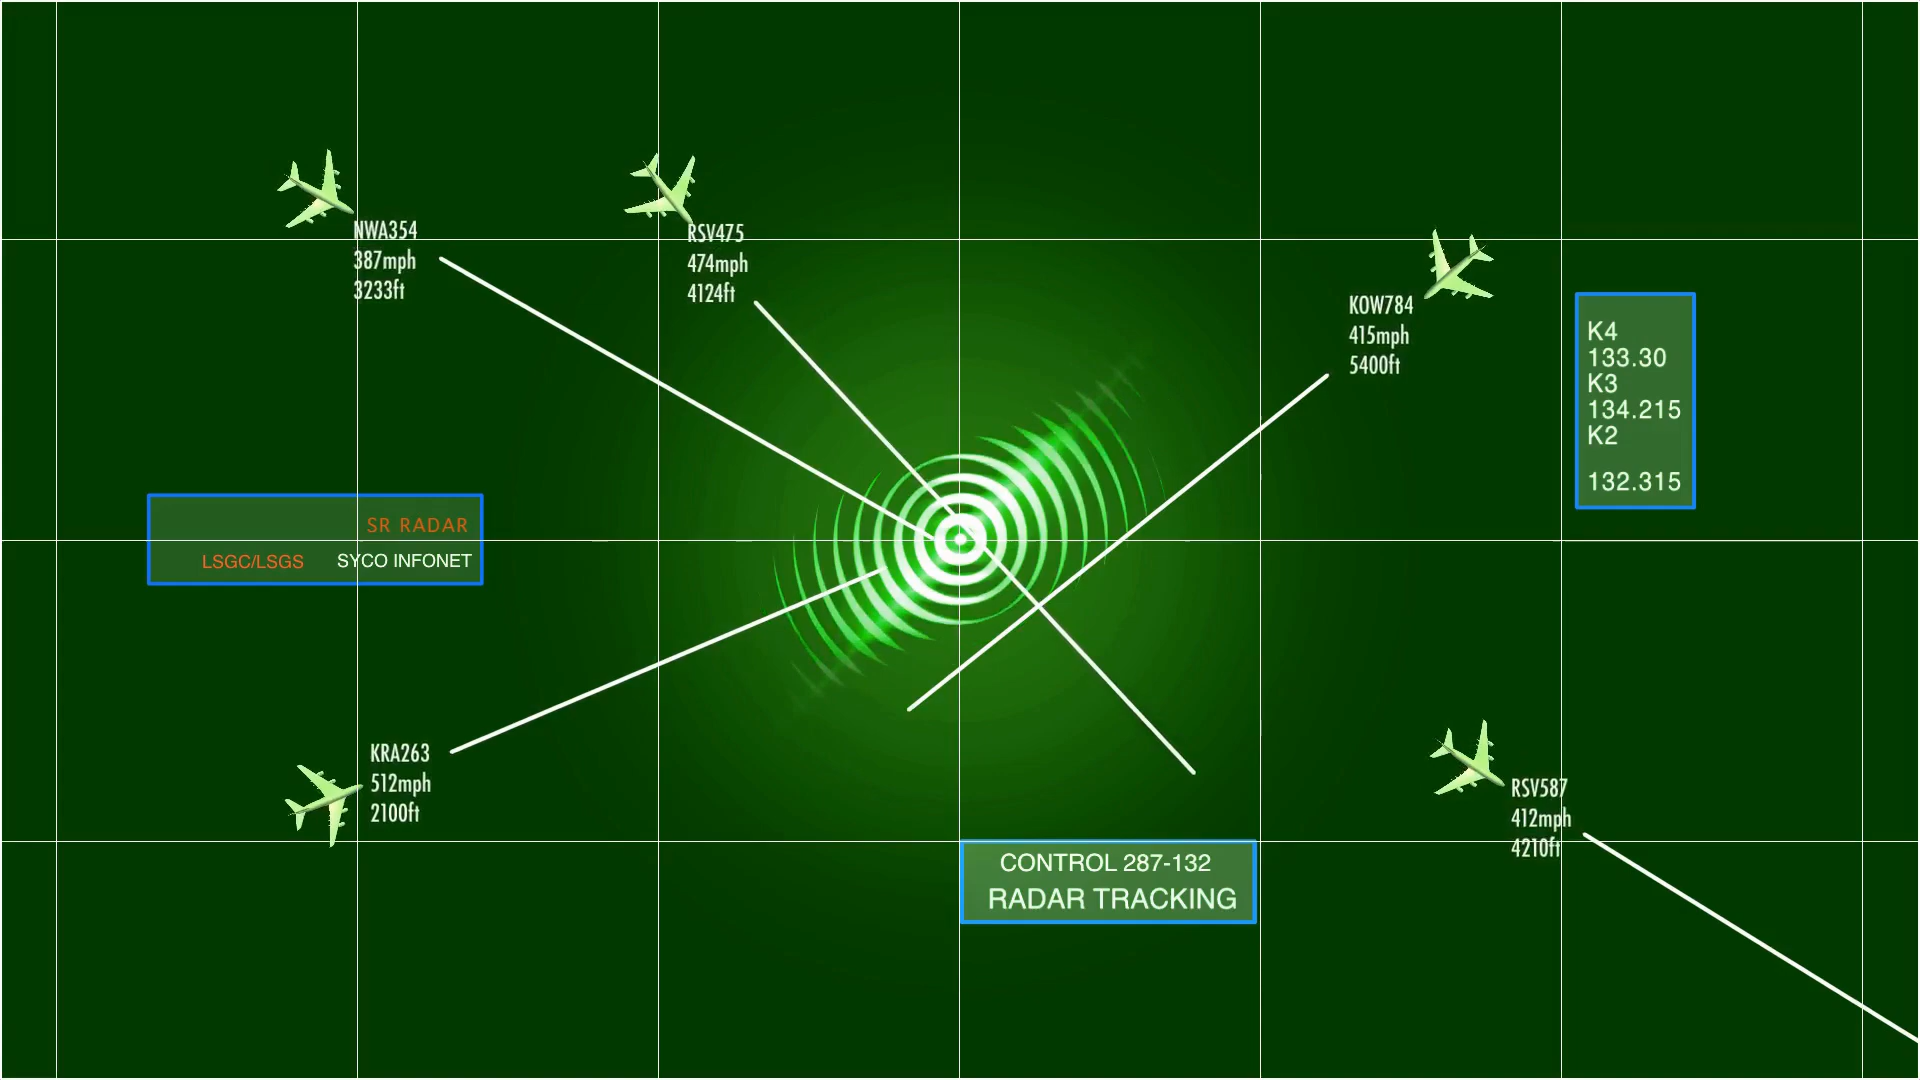 NWA354
387mph
3233ft
RSV475
474mph
4124ft
KOW784
415mph
5400ft
K4
133.30
K3
134.215
K2
132.315
SR RADAR
LSGC/LSGS SYCO INFONET
KRA263
512mph
2100ft
RSV587
412mph
4210ft
CONTROL 287-132
RADAR TRACKING